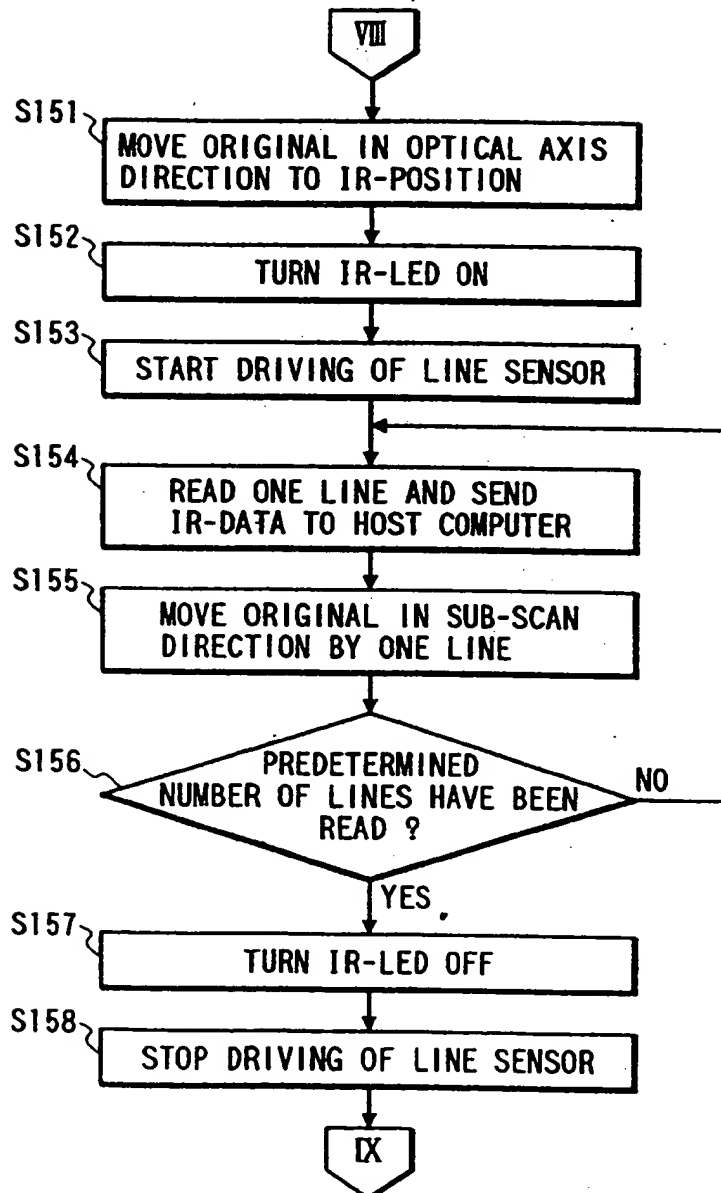 VIII
S151
MOVE ORIGINAL IN OPTICAL AXIS
DIRECTION TO IR-POSITION
S152
TURN IR-LED ON
S153
START DRIVING OF LINE SENSOR
S154
READ ONE LINE AND SEND
IR-DATA TO HOST COMPUTER
S155
MOVE ORIGINAL IN SUB-SCAN
DIRECTION BY ONE LINE
S156
PREDETERMINED
NUMBER OF LINES HAVE BEEN
READ ?
NO
YES
S157
TURN IR-LED OFF
S158
STOP DRIVING OF LINE SENSOR
IX